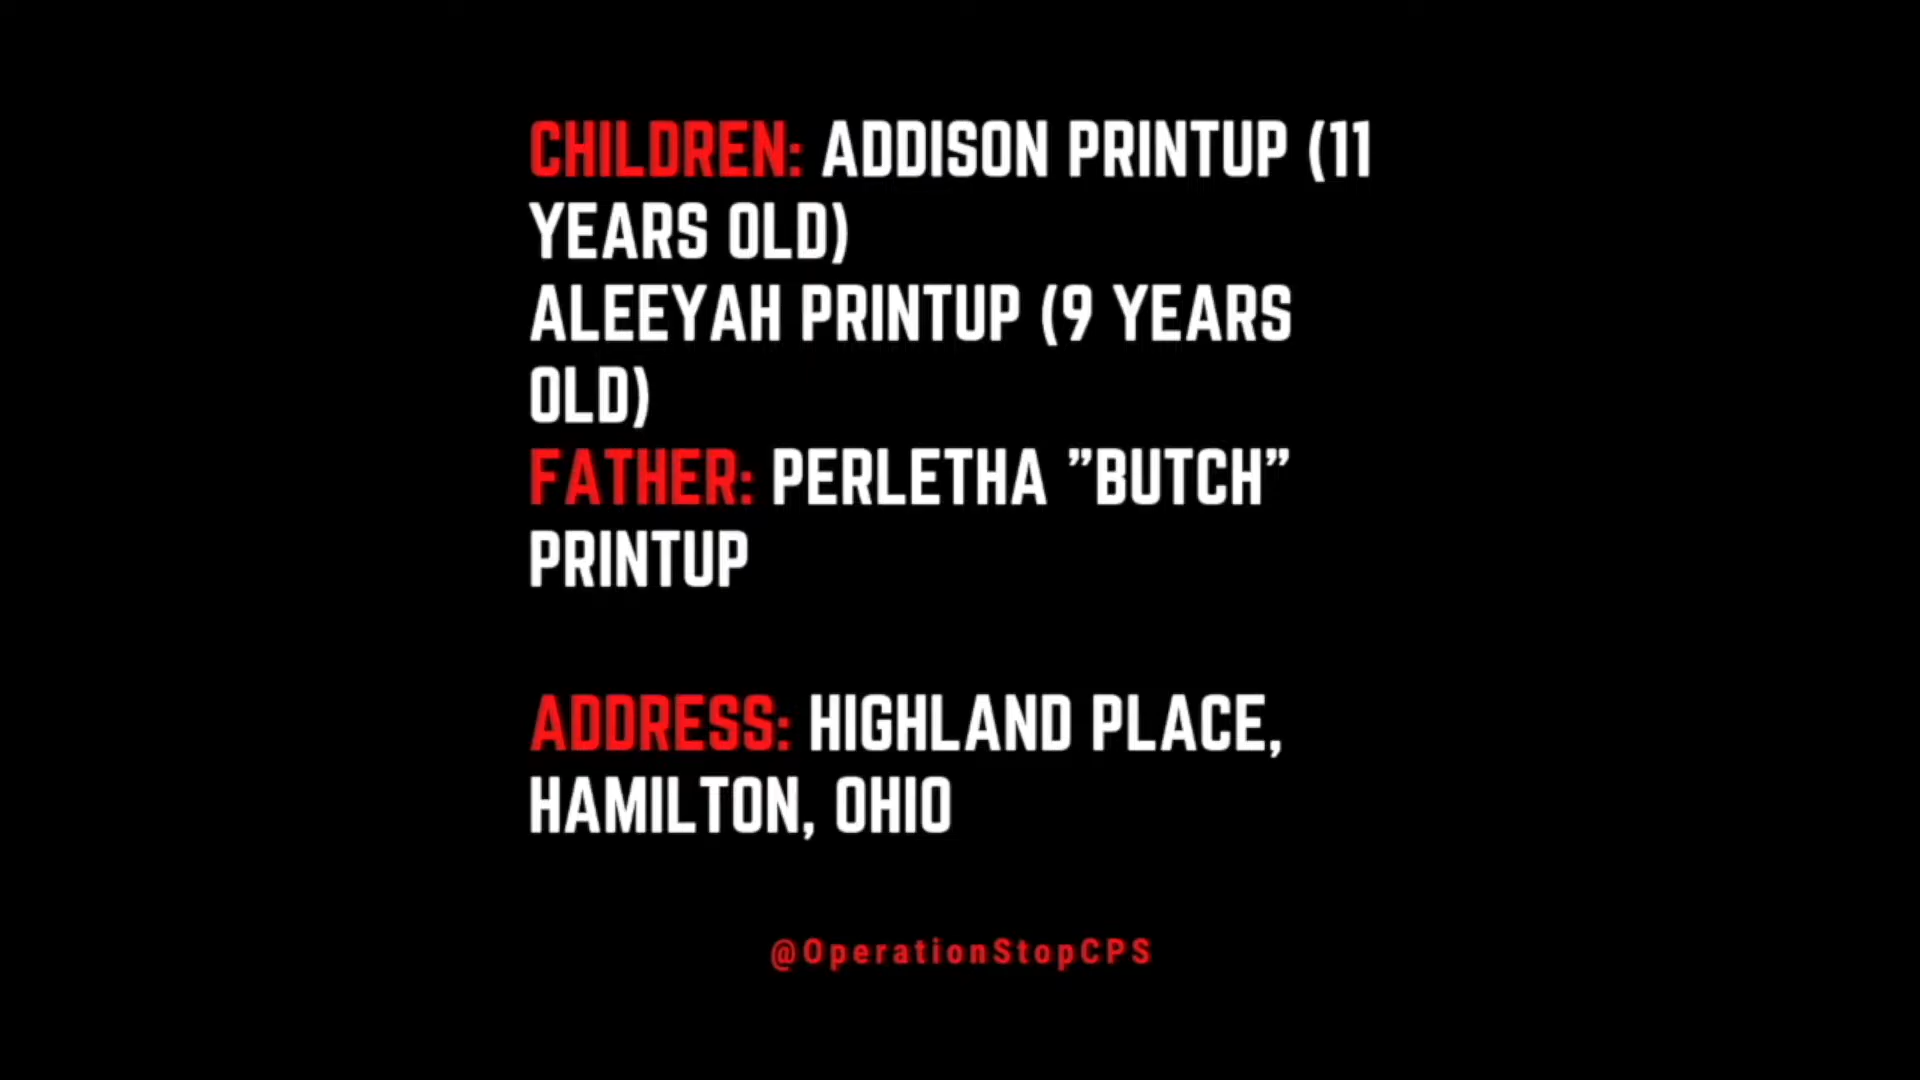 CHILDREN: ADDISON PRINTUP (11
YEARS OLD)
ALEEYAH PRINTUP (9 YEARS
OLD)
FATHER: PERLETHA ”BUTCH”
PRINTUP
ADDRESS: HIGHLAND PLACE,
HAMILTON, OHIO
@OperationStopCPS